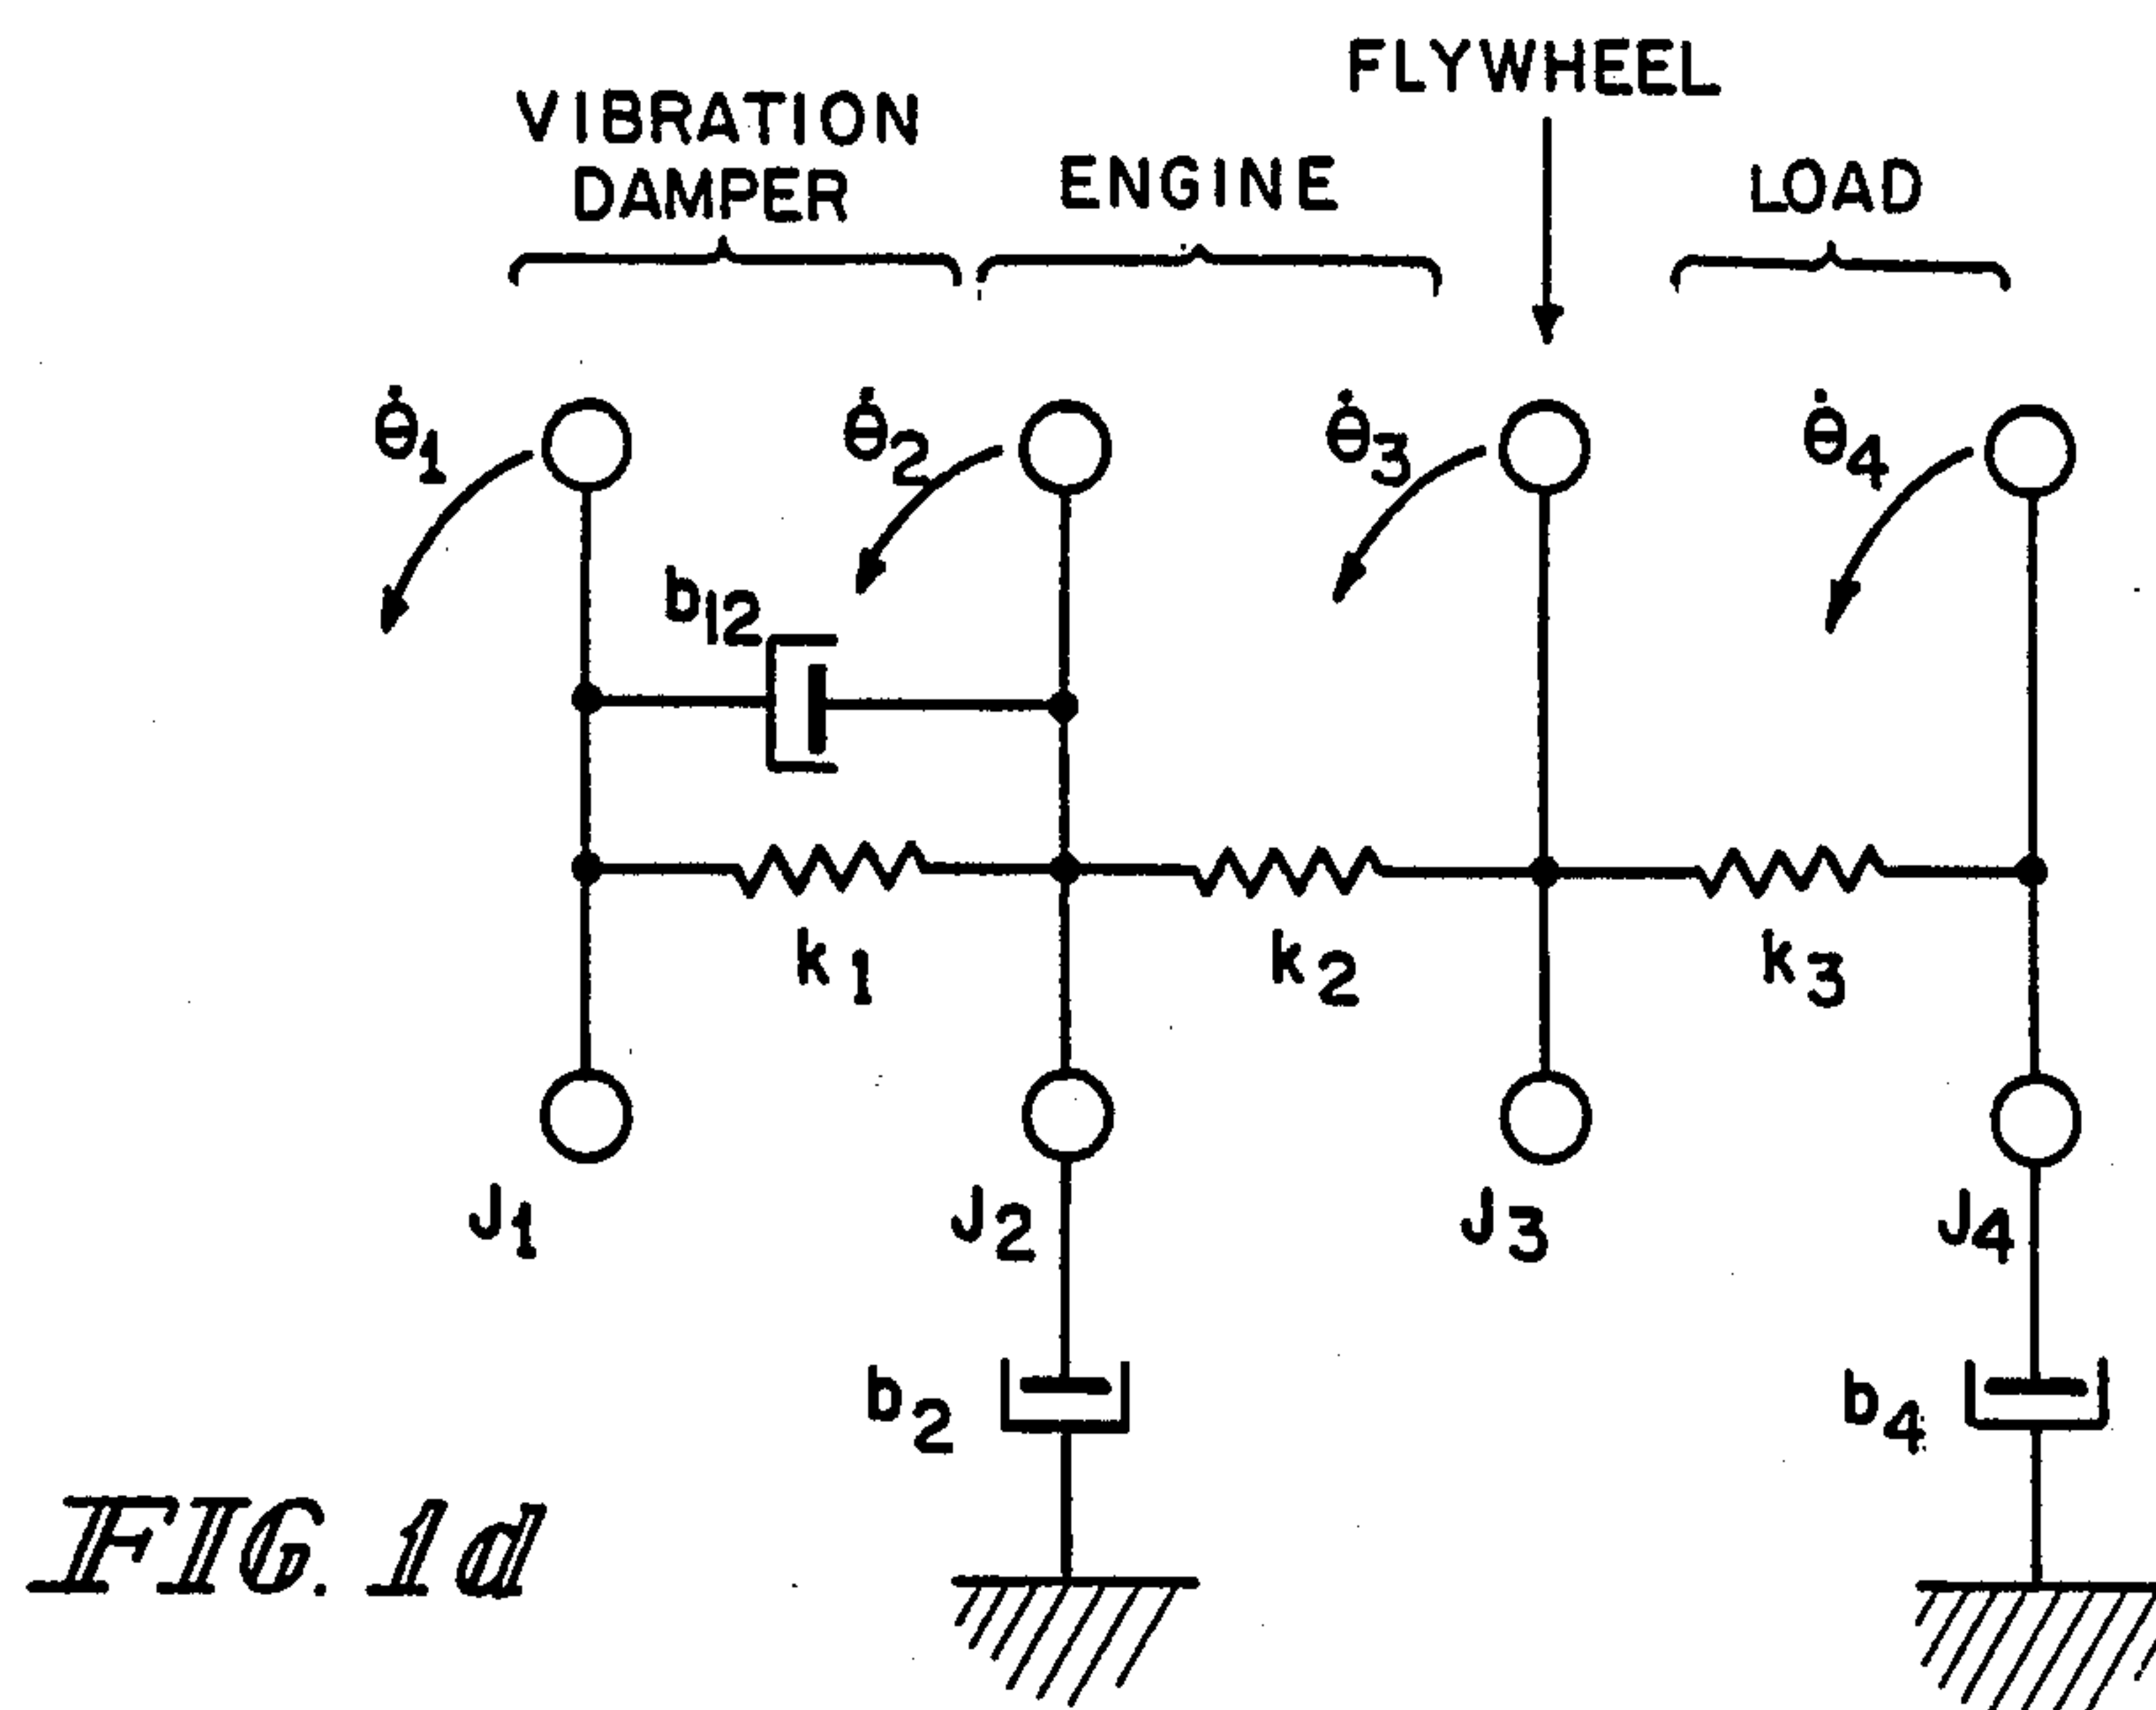 FLYWHEEL
VIBRATION
DAMPER
ENGINE
LOAD
θ̇1
θ̇2
θ̇3
θ̇4
b12
k1
k2
k3
J1
J2
J3
J4
b2
b4
FIG. 1d